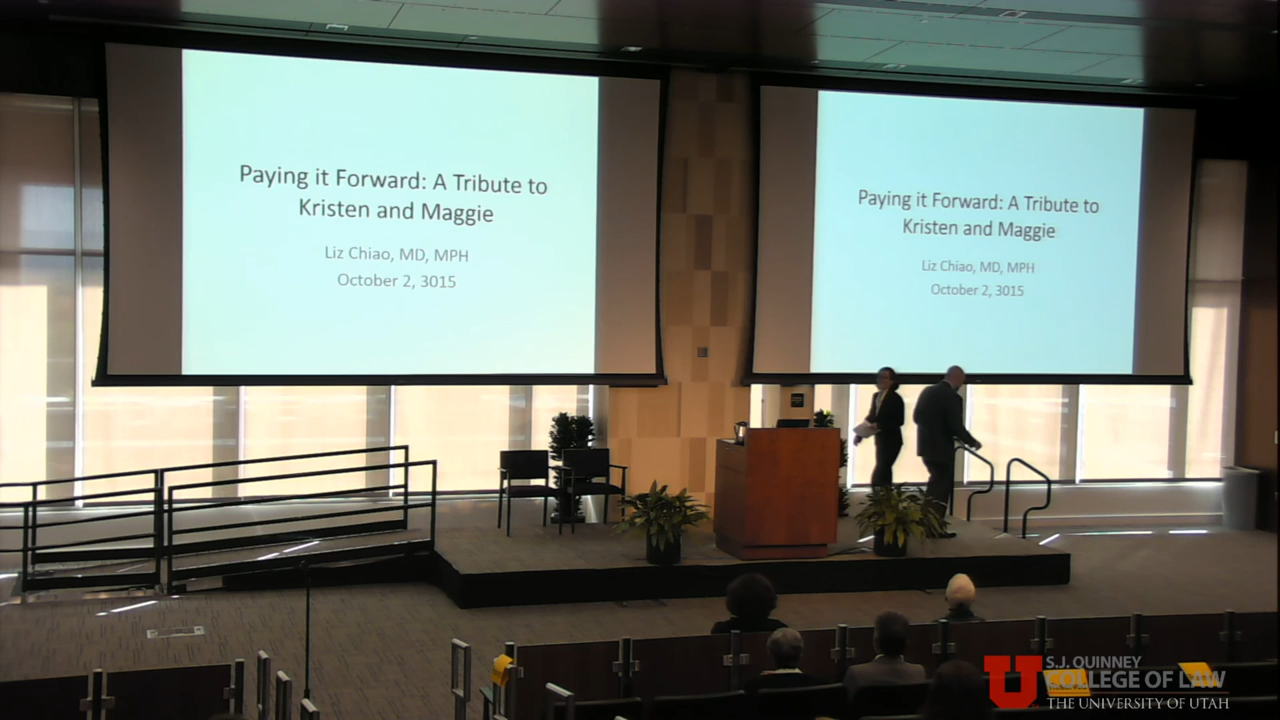 Paying it Forward: A Tribute to
Kristen and Maggie
Liz Chiao, MD, MPH
October 2, 3015
Paying it Forward: A Tribute to
Kristen and Maggie
Liz Chiao, MD, MPH
October 2, 3015
U
S.J. QUINNEY
COLLEGE OF LAW
THE UNIVERSITY OF UTAH